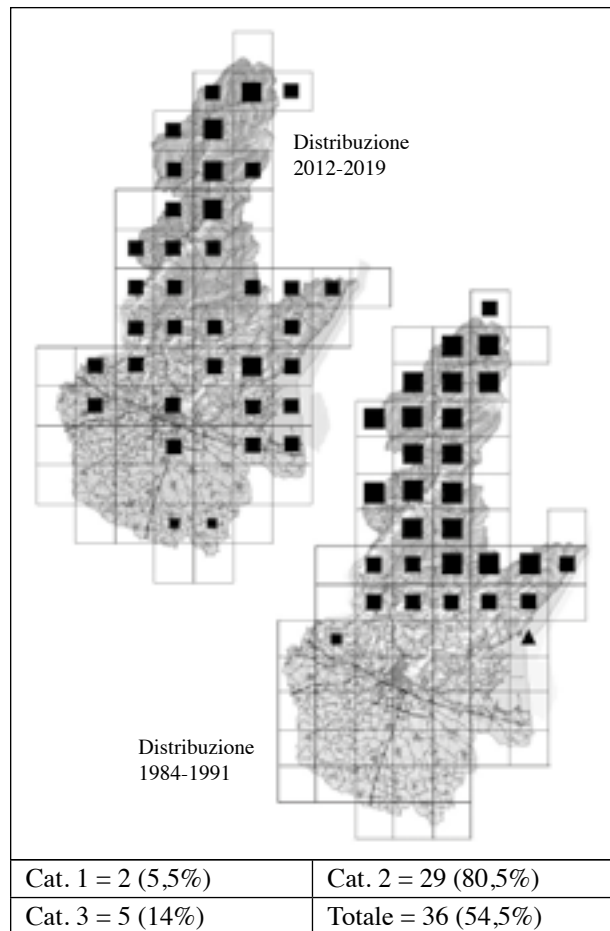 Distribuzione
2012-2019
Distribuzione
1984-1991
Cat. 1 = 2 (5,5%)
Cat. 2 = 29 (80,5%)
Cat. 3 = 5 (14%)
Totale = 36 (54,5%)